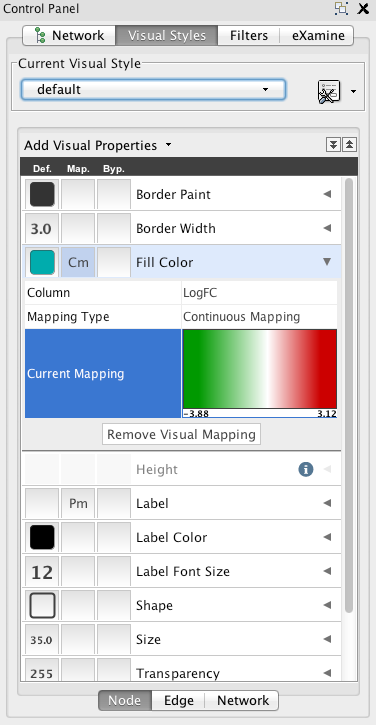 Control Panel
Network Visual Styles Filters eXamine
Current Visual Style
default
Add Visual Properties
Def. Map. Byp.
Border Paint
3.0 Border Width
Cm Fill Color
Column LogFC
Mapping Type Continuous Mapping
Current Mapping
-3.88 3.12
Remove Visual Mapping
Height i
Pm Label
Label Color
12 Label Font Size
Shape
35.0 Size
255 Transparency
Node Edge Network